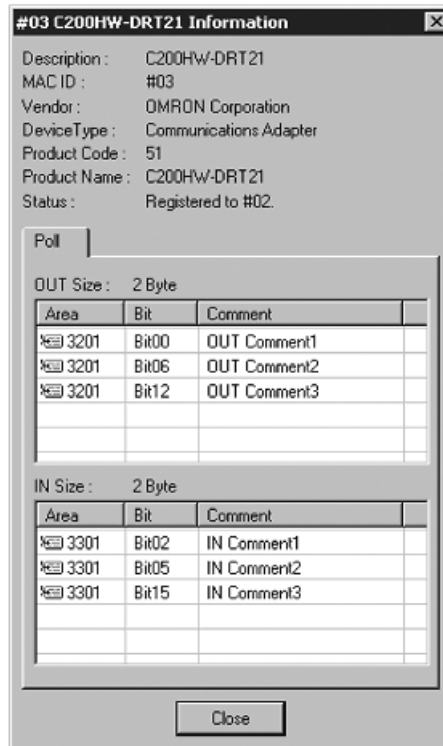 #03 C200HW-DRT21 Information
Description : C200HW-DRT21
MAC ID : #03
Vendor : OMRON Corporation
DeviceType : Communications Adapter
Product Code : 51
Product Name : C200HW-DRT21
Status : Registered to #02.
Poll
OUT Size : 2 Byte
Area Bit Comment
3201 Bit00 OUT Comment1
3201 Bit06 OUT Comment2
3201 Bit12 OUT Comment3
IN Size : 2 Byte
Area Bit Comment
3301 Bit02 IN Comment1
3301 Bit05 IN Comment2
3301 Bit15 IN Comment3
Close